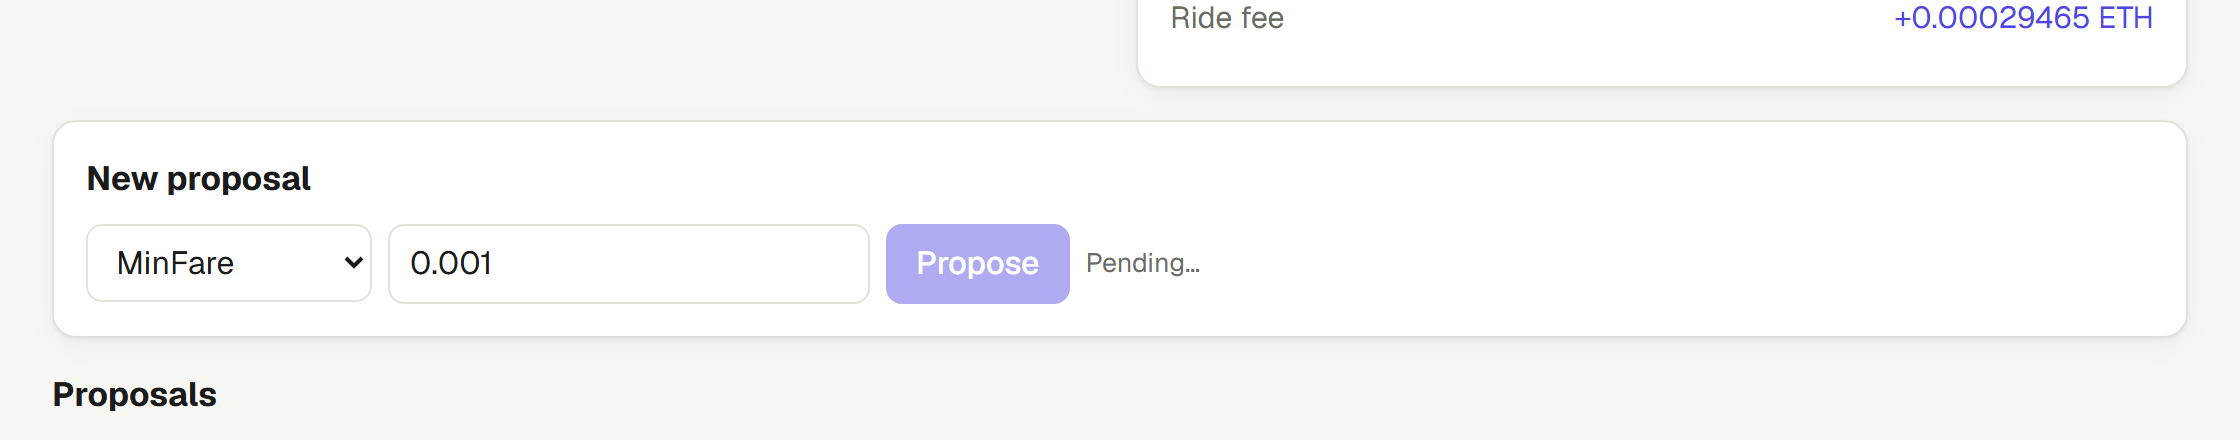 Ride fee +0.00029465 ETH
New proposal
MinFare 0.001 Propose Pending...
Proposals